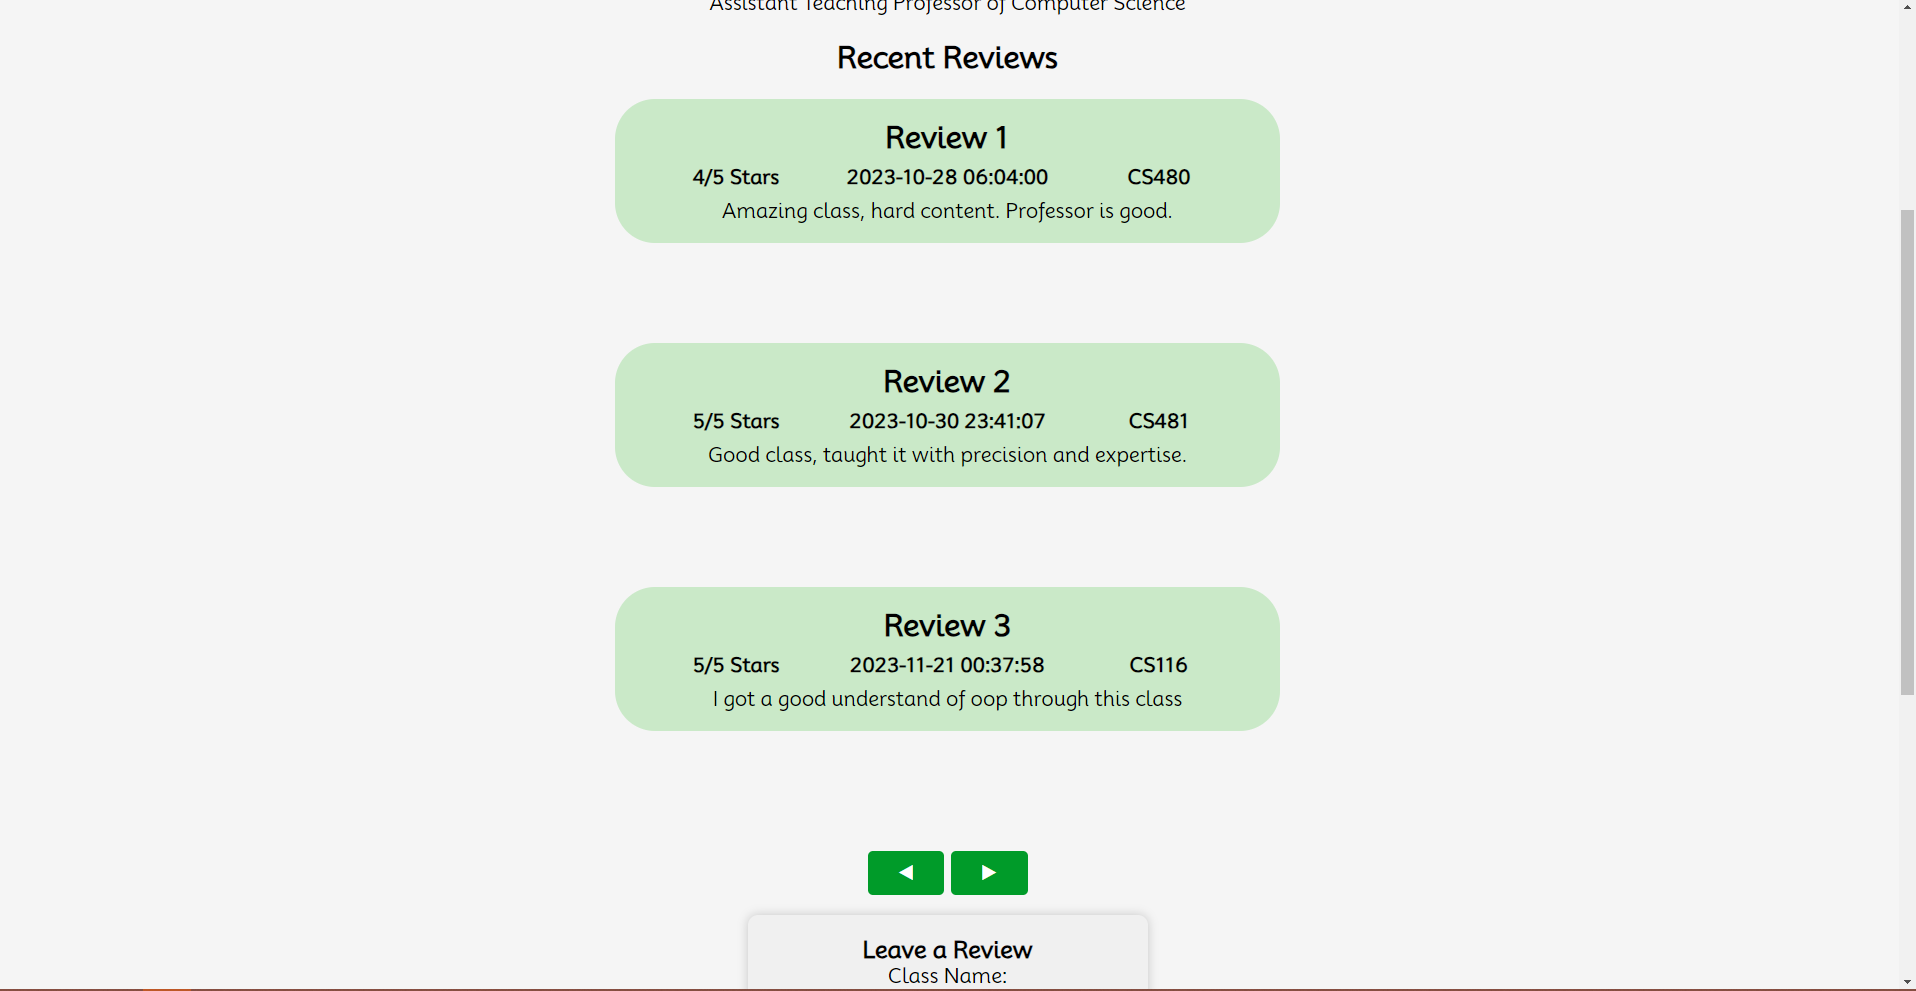 Assistant Teaching Professor of Computer Science
Recent Reviews
Review 1
4/5 Stars 2023-10-28 06:04:00 CS480
Amazing class, hard content. Professor is good.
Review 2
5/5 Stars 2023-10-30 23:41:07 CS481
Good class, taught it with precision and expertise.
Review 3
5/5 Stars 2023-11-21 00:37:58 CS116
I got a good understand of oop through this class
Leave a Review
Class Name: